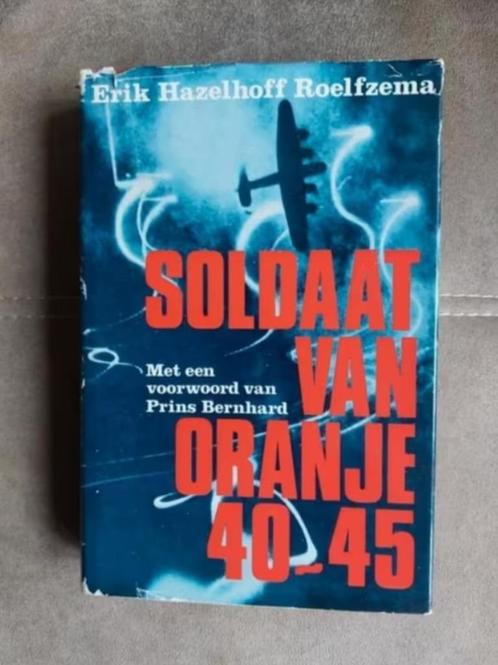 Erik Hazelhoff Roelfzema
SOLDAAT
VAN
ORANJE
40-45
Met een
voorwoord van
Prins Bernhard